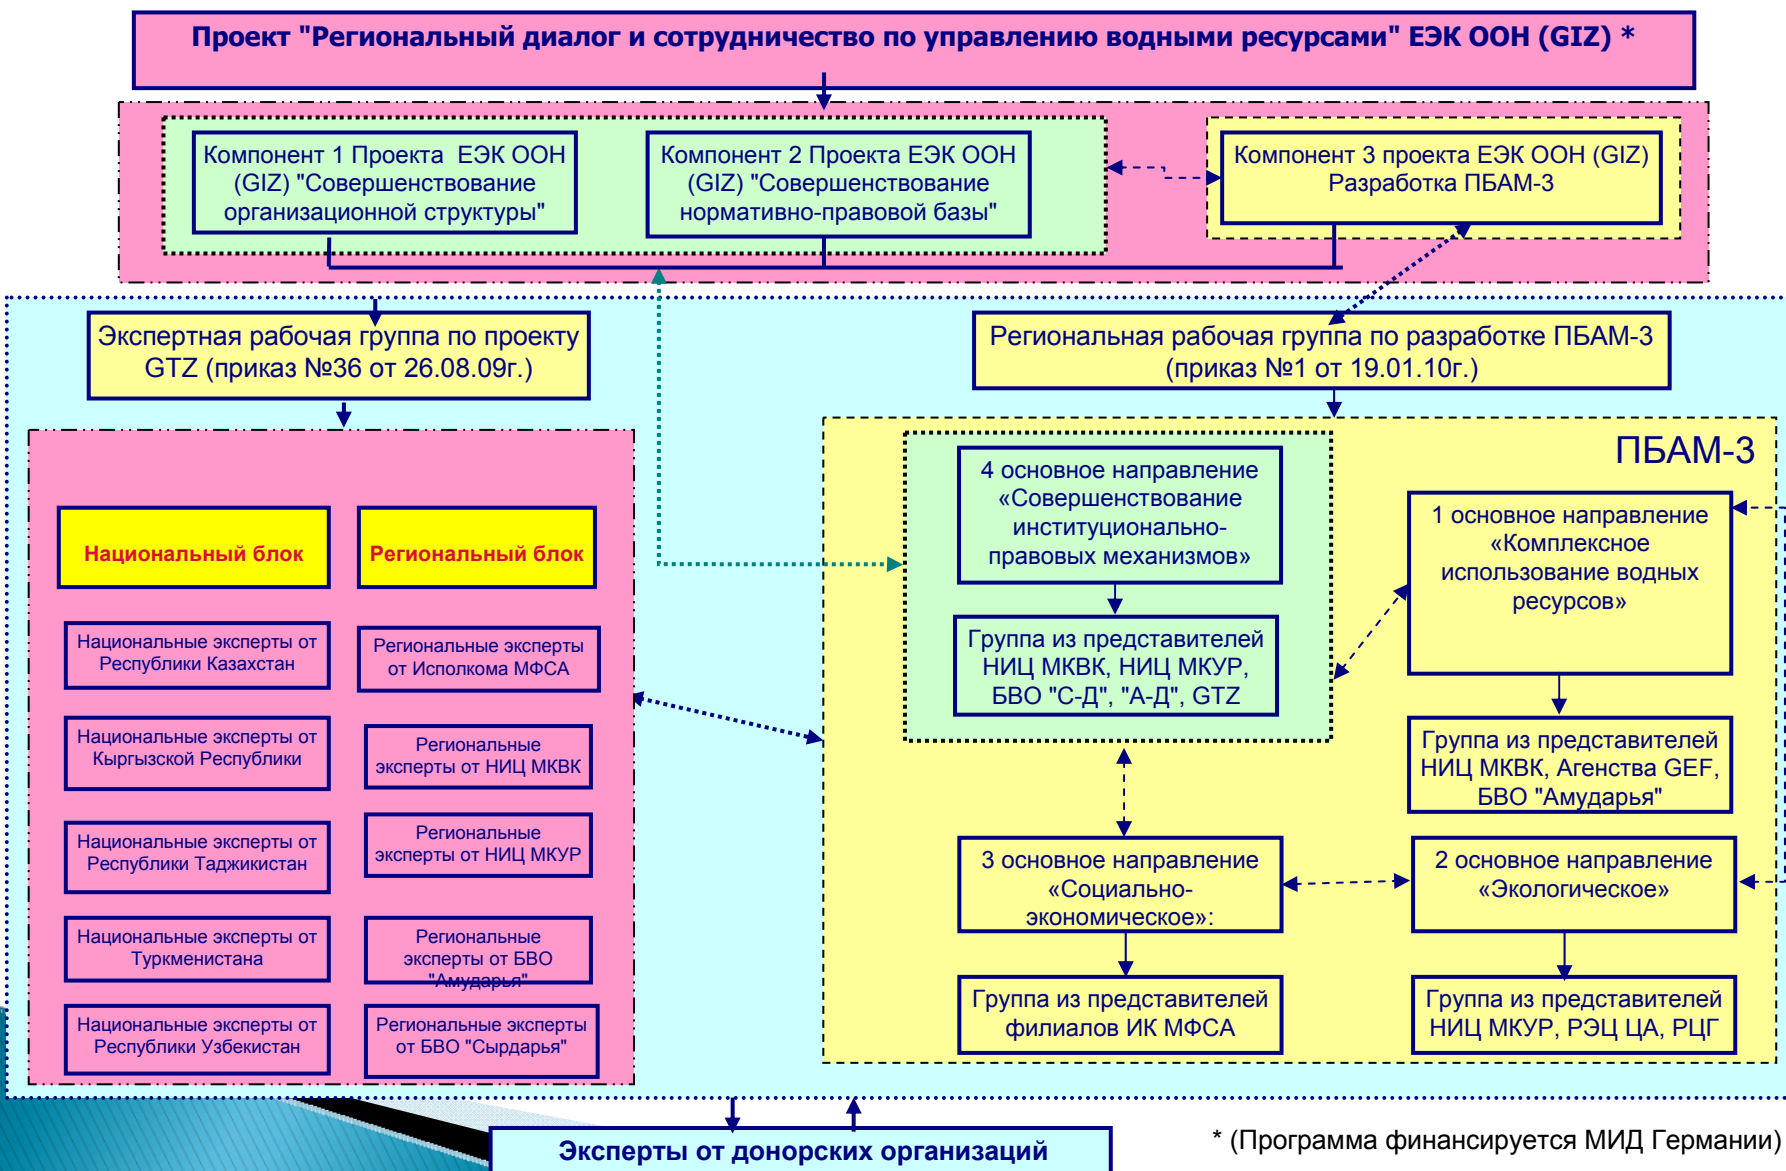 Проект "Региональный диалог и сотрудничество по управлению водными ресурсами" ЕЭК ООН (GIZ) *
Компонент 1 Проекта ЕЭК ООН
(GIZ) "Совершенствование
организационной структуры"
Компонент 2 Проекта ЕЭК ООН
(GIZ) "Совершенствование
нормативно-правовой базы"
Компонент 3 проекта ЕЭК ООН (GIZ)
Разработка ПБАМ-3
Экспертная рабочая группа по проекту
GTZ (приказ №36 от 26.08.09г.)
Региональная рабочая группа по разработке ПБАМ-3
(приказ №1 от 19.01.10г.)
Национальный блок
Национальные эксперты от
Республики Казахстан
Национальные эксперты от
Кыргызской Республики
Национальные эксперты от
Республики Таджикистан
Национальные эксперты от
Туркменистана
Национальные эксперты от
Республики Узбекистан
Региональный блок
Региональные эксперты
от Исполкома МФСА
Региональные
эксперты от НИЦ МКВК
Региональные
эксперты от НИЦ МКУР
Региональные
эксперты от БВО
"Амударья"
Региональные эксперты
от БВО "Сырдарья"
ПБАМ-3
4 основное направление
«Совершенствование
институционально-
правовых механизмов»
Группа из представителей
НИЦ МКВК, НИЦ МКУР,
БВО "С-Д", "А-Д", GTZ
1 основное направление
«Комплексное
использование водных
ресурсов»
Группа из представителей
НИЦ МКВК, Агенства GEF,
БВО "Амударья"
3 основное направление
«Социально-
экономическое»:
Группа из представителей
филиалов ИК МФСА
2 основное направление
«Экологическое»
Группа из представителей
НИЦ МКУР, РЭЦ ЦА, РЦГ
Эксперты от донорских организаций
* (Программа финансируется МИД Германии)